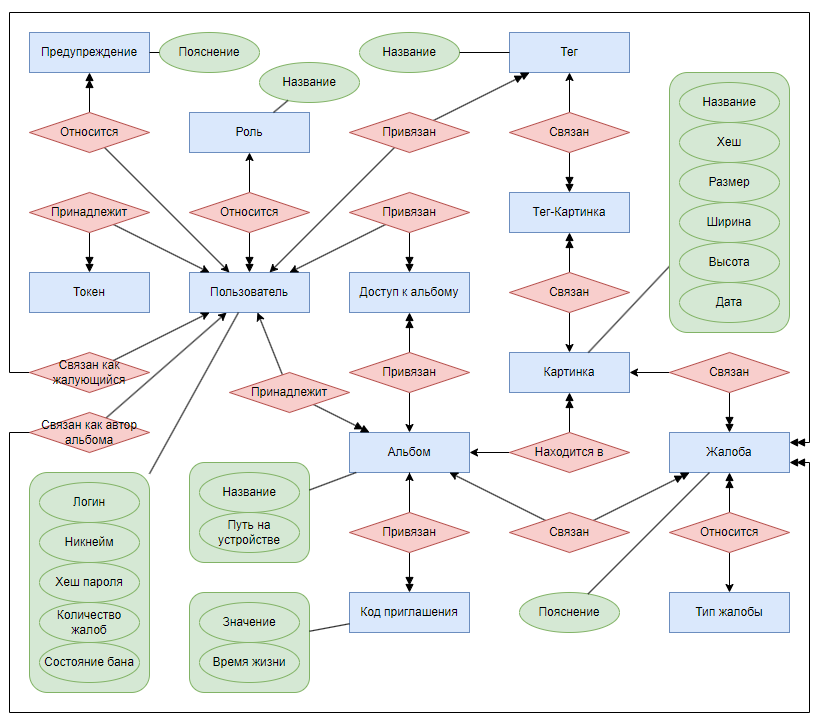 Предупреждение
Пояснение
Название
Тег
Название
Роль
Относится
Привязан
Связан
Название
Хеш
Размер
Ширина
Высота
Дата
Принадлежит
Относится
Привязан
Тег-Картинка
Токен
Пользователь
Доступ к альбому
Связан
Связан как
жалующийся
Принадлежит
Привязан
Картинка
Связан
Связан как автор
альбома
Альбом
Находится в
Жалоба
Логин
Никнейм
Хеш пароля
Количество
жалоб
Состояние бана
Название
Путь на
устройстве
Привязан
Связан
Относится
Значение
Время жизни
Код приглашения
Пояснение
Тип жалобы